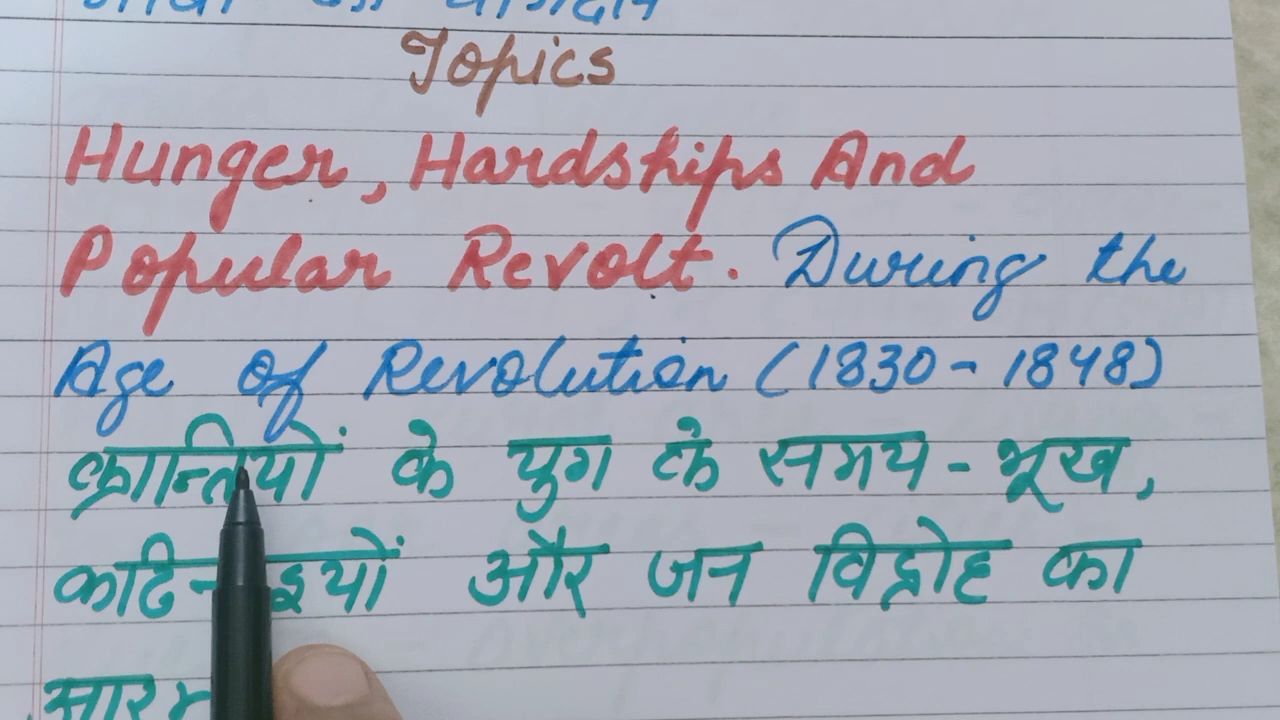 Topics
Hunger, Hardships And
Popular Revolt. During the
Age of Revolution (1830-1848)
क्रान्तियों के युग के समय - भूख,
और जन विद्रोह का